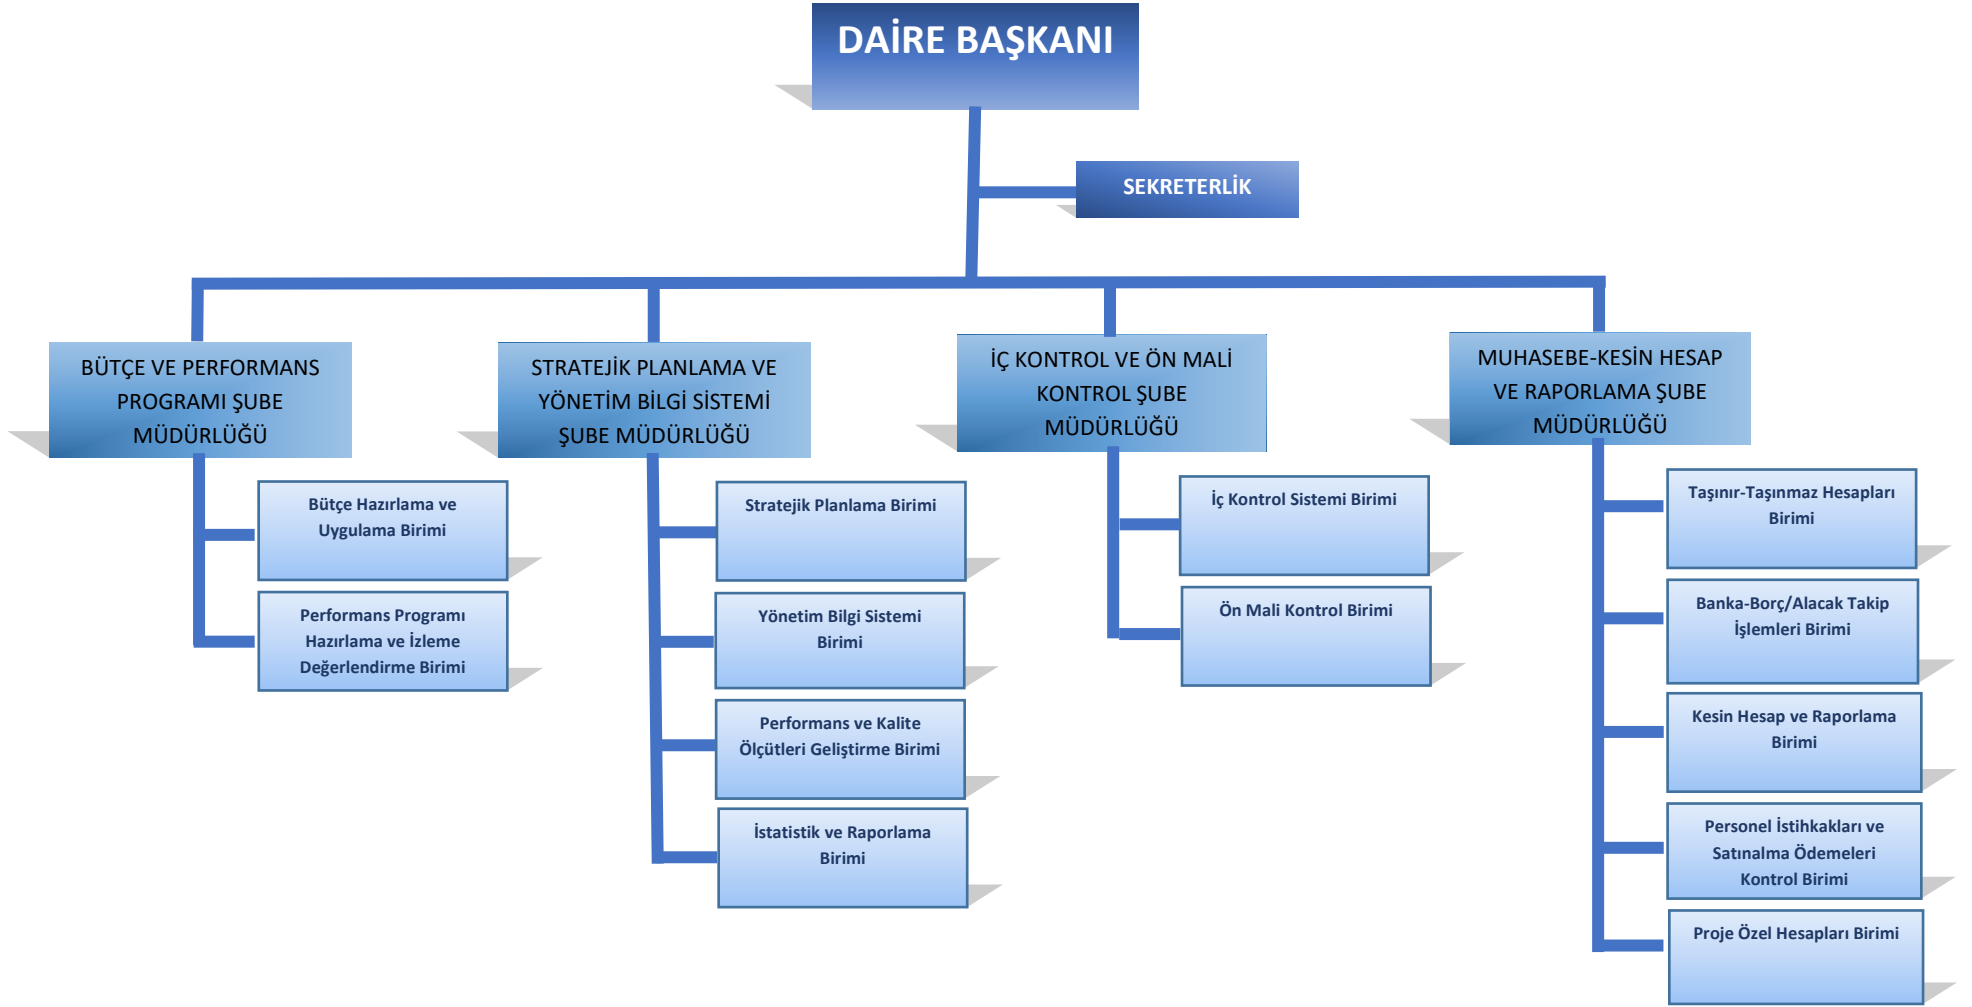 DAİRE BAŞKANI
SEKRETERLİK
BÜTÇE VE PERFORMANS
PROGRAMI ŞUBE
MÜDÜRLÜĞÜ
Bütçe Hazırlama ve
Uygulama Birimi
Performans Programı
Hazırlama ve İzleme
Değerlendirme Birimi
STRATEJİK PLANLAMA VE
YÖNETİM BİLGİ SİSTEMİ
ŞUBE MÜDÜRLÜĞÜ
Stratejik Planlama Birimi
Yönetim Bilgi Sistemi
Birimi
Performans ve Kalite
Ölçütleri Geliştirme Birimi
İstatistik ve Raporlama
Birimi
İÇ KONTROL VE ÖN MALİ
KONTROL ŞUBE
MÜDÜRLÜĞÜ
İç Kontrol Sistemi Birimi
Ön Mali Kontrol Birimi
MUHASEBE-KESİN HESAP
VE RAPORLAMA ŞUBE
MÜDÜRLÜĞÜ
Taşınır-Taşınmaz Hesapları
Birimi
Banka-Borç/Alacak Takip
İşlemleri Birimi
Kesin Hesap ve Raporlama
Birimi
Personel İstihkakları ve
Satınalma Ödemeleri
Kontrol Birimi
Proje Özel Hesapları Birimi